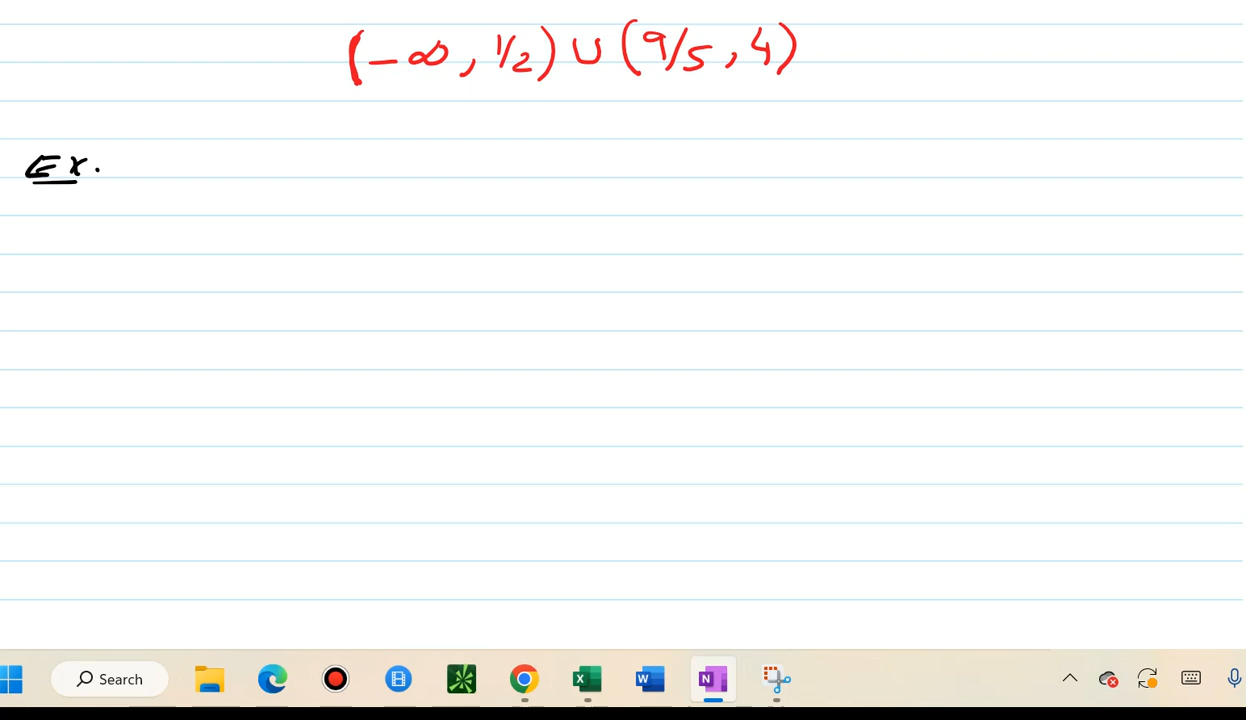 (-∞, 1/2) ∪ (9/5, 4)
Ex.
Search